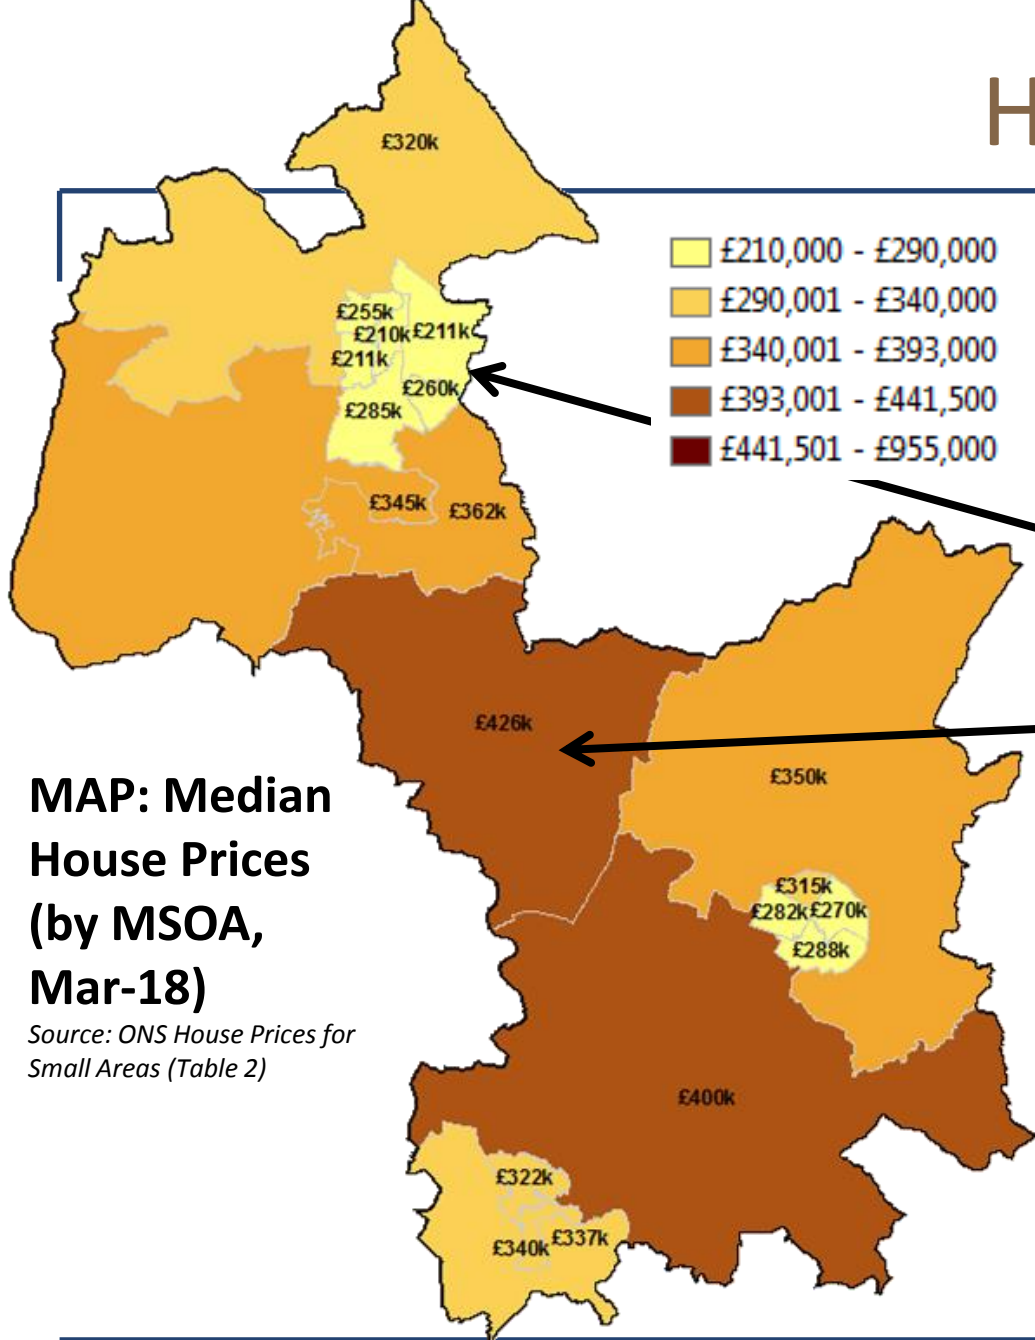 H
£320k
£210,000 - £290,000
£290,001 - £340,000
£340,001 - £393,000
£393,001 - £441,500
£441,501 - £955,000
£255k
£210k
£211k
£211k
£260k
£285k
£345k
£362k
£426k
£350k
MAP: Median
House Prices
(by MSOA,
Mar-18)
Source: ONS House Prices for
Small Areas (Table 2)
£315k
£282k
£270k
£288k
£400k
£322k
£337k
£340k